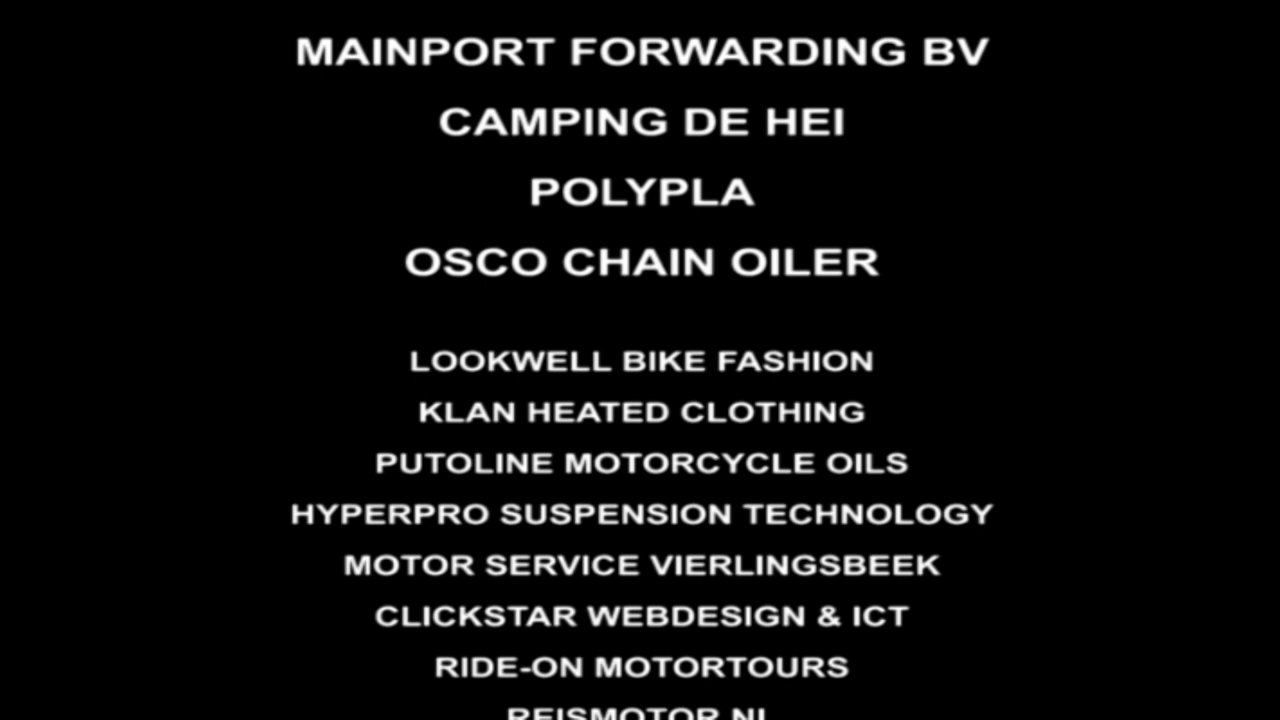 MAINPORT FORWARDING BV
CAMPING DE HEI
POLYPLA
OSCO CHAIN OILER
LOOKWELL BIKE FASHION
KLAN HEATED CLOTHING
PUTOLINE MOTORCYCLE OILS
HYPERPRO SUSPENSION TECHNOLOGY
MOTOR SERVICE VIERLINGSBEEK
CLICKSTAR WEBDESIGN & ICT
RIDE-ON MOTORTOURS
REISMOTOR.NL